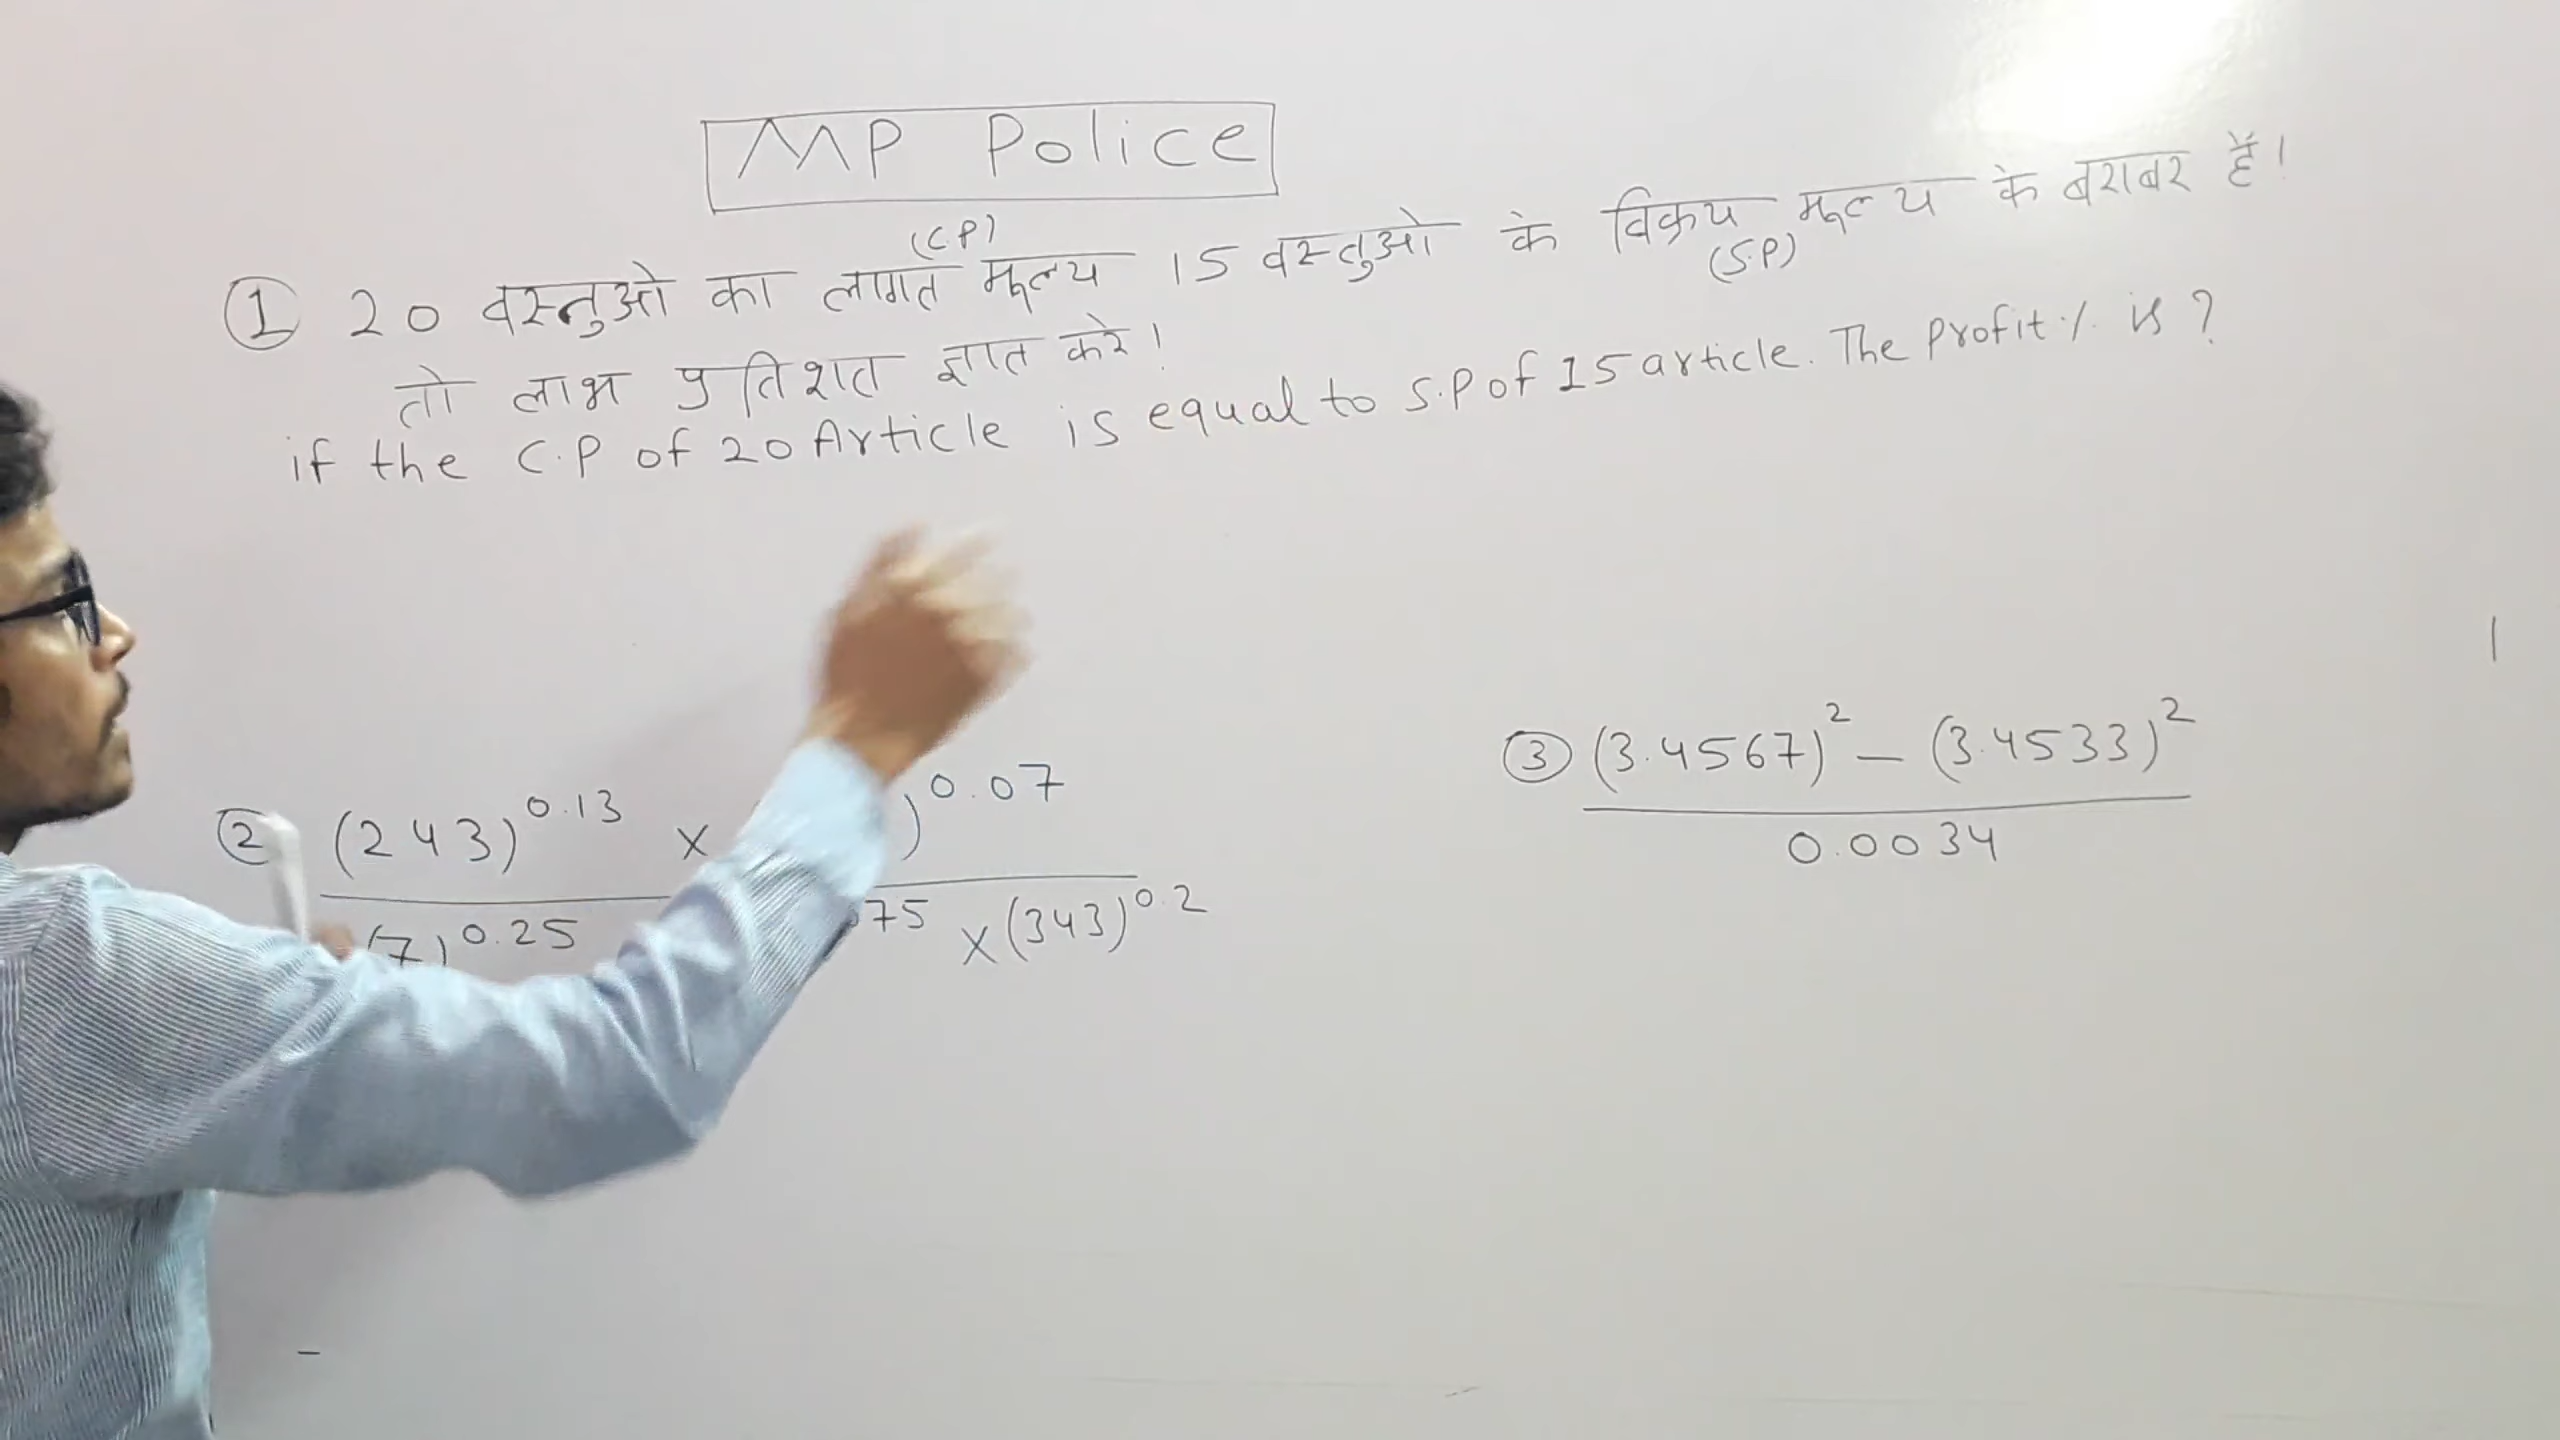 MP Police
(C.P)
① 20 वस्तुओ का लागत मूल्य 15 वस्तुओ के विक्रय मूल्य के बराबर हैं।
(S.P)
तो लाभ प्रतिशत ज्ञात करे।
if the C.P of 20 Article is equal to S.P of 15 article. The Profit % is ?
② (243)^0.13 × )^0.07
(7)^0.25 75 × (343)^0.2
③ (3.4567)² — (3.4533)²
0.0034